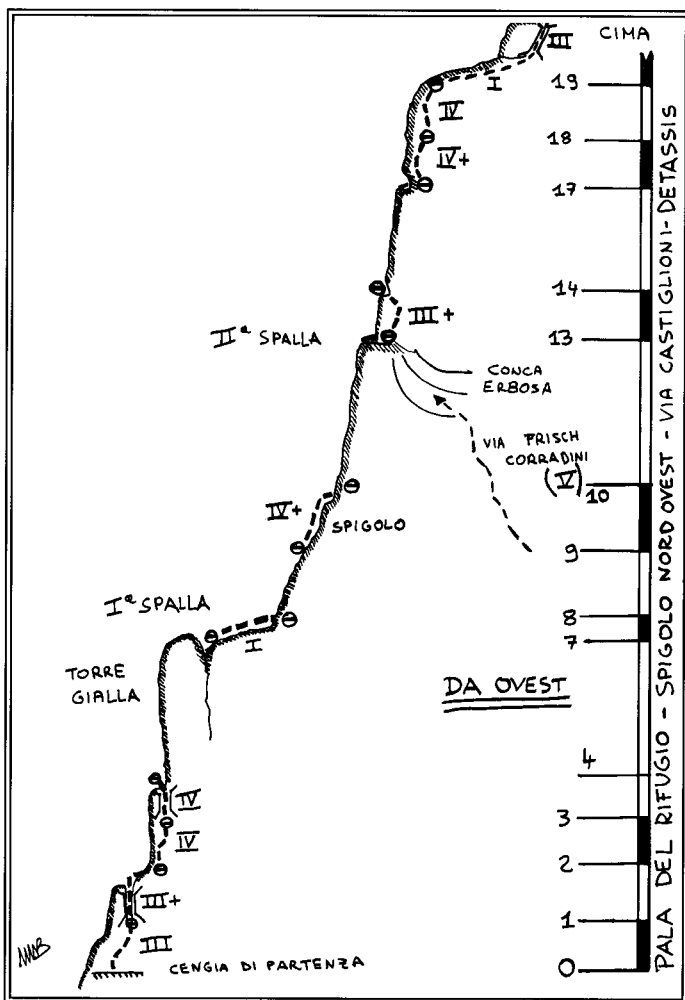 CIMA
III
19
I
IV
18
IV+
17
14
III+
IIª SPALLA
13
CONCA
ERBOSA
VIA FRISCH
CORRADINI
(V)
10
IV+
SPIGOLO
9
Iª SPALLA
8
I
7
TORRE
GIALLA
DA OVEST
4
IV
3
IV
2
III+
1
III
CENGIA DI PARTENZA
0
PALA DEL RIFUGIO - SPIGOLO NORD OVEST - VIA CASTIGLIONI-DETASSIS